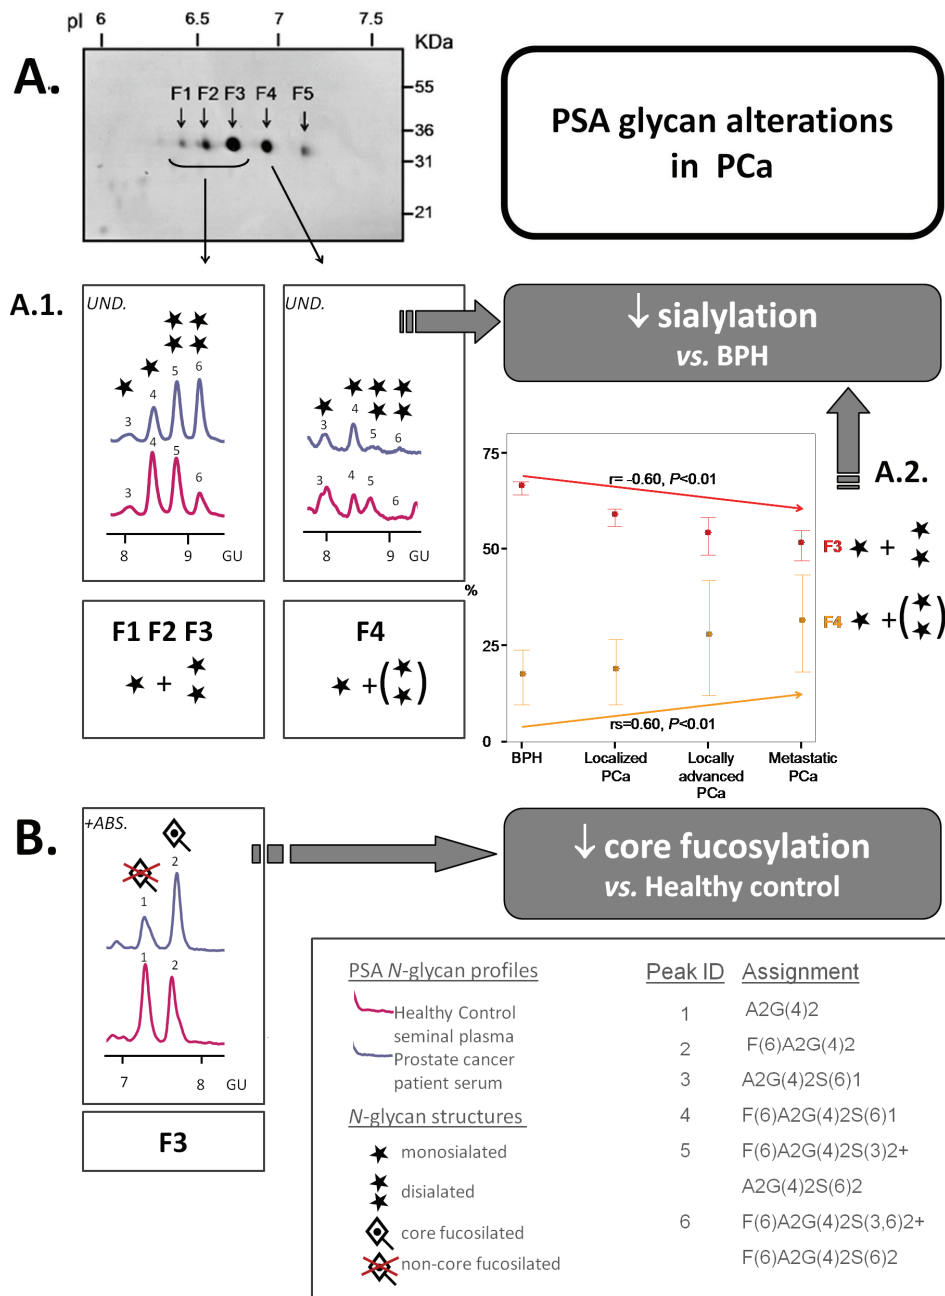 pI 6 6.5 7 7.5
KDa
A.
F1 F2 F3 F4 F5
55
36
31
21
PSA glycan alterations
in PCa
A.1.
UND.
3 4 5 6
3 4 5 6
8 9 GU
UND.
3 4 5 6
3 4 5 6
8 9 GU
↓ sialylation
vs. BPH
A.2.
F1 F2 F3
+
F4
+( )
75
50
25
0
%
r= -0.60, P<0.01
rs=0.60, P<0.01
F3 +
F4 +( )
BPH
Localized
PCa
Locally
advanced
PCa
Metastatic
PCa
B.
+ABS.
1 2
1 2
7 8 GU
F3
↓ core fucosylation
vs. Healthy control
PSA N-glycan profiles
Healthy Control
seminal plasma
Prostate cancer
patient serum
N-glycan structures
monosialated
disialated
core fucosilated
non-core fucosilated
Peak ID Assignment
1 A2G(4)2
2 F(6)A2G(4)2
3 A2G(4)2S(6)1
4 F(6)A2G(4)2S(6)1
5 F(6)A2G(4)2S(3)2+
A2G(4)2S(6)2
6 F(6)A2G(4)2S(3,6)2+
F(6)A2G(4)2S(6)2